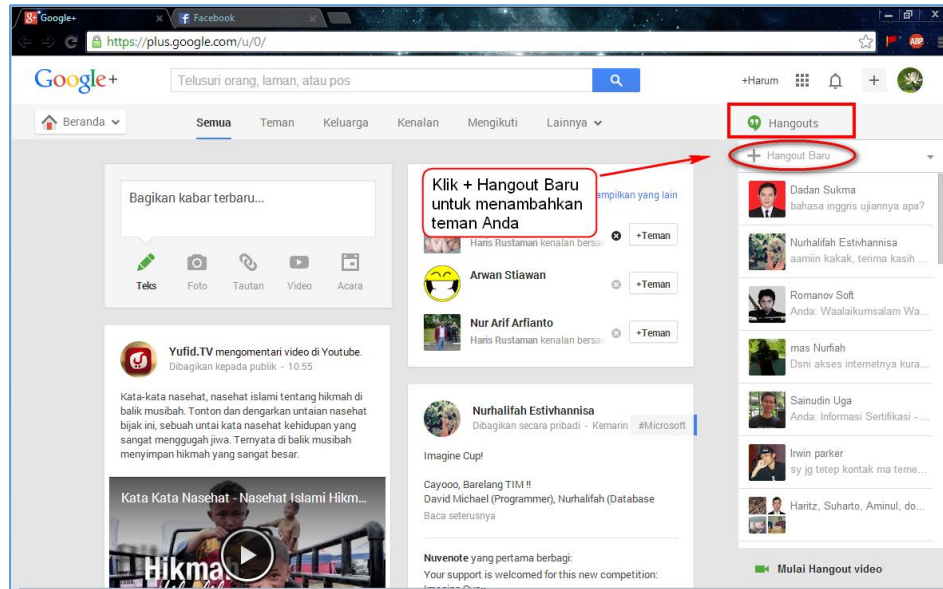 Google+
Facebook
https://plus.google.com/u/0/
ABP
Google+
Telusuri orang, laman, atau pos
+Harum
Beranda
Semua
Teman
Keluarga
Kenalan
Mengikuti
Lainnya
Hangouts
Hangout Baru
Klik + Hangout Baru
untuk menambahkan
teman Anda
ampilkan yang lain
Bagikan kabar terbaru...
Teks
Foto
Tautan
Video
Acara
Haris Rustaman kenalan bersa
+Teman
Arwan Stiawan
+Teman
Nur Arif Arfianto
Haris Rustaman kenalan bersa
+Teman
Yufid.TV mengomentari video di Youtube.
Dibagikan kepada publik - 10.55
Kata-kata nasehat, nasehat islami tentang hikmah di
balik musibah. Tonton dan dengarkan untaian nasehat
bijak ini, sebuah untai kata nasehat kehidupan yang
sangat menggugah jiwa. Ternyata di balik musibah
menyimpan hikmah yang sangat besar.
Kata Kata Nasehat - Nasehat Islami Hikm...
Hikmah
Nurhalifah Estivhannisa
Dibagikan secara pribadi - Kemarin
#Microsoft
Imagine Cup!
Cayooo, Barelang TIM !!
David Michael (Programmer), Nurhalifah (Database
Baca seterusnya
Nuvenote yang pertama berbagi:
Your support is welcomed for this new competition:
Dadan Sukma
bahasa inggris ujiannya apa?
Nurhalifah Estivhannisa
aamiin kakak, terima kasih ...
Romanov Soft
Anda: Waalaikumsalam Wa...
mas Nurfiah
Dsni akses internetnya kura...
Sainudin Uga
Anda: Informasi Sertifikasi - ...
Irwin parker
sy jg tetep kontak ma teme...
Haritz, Suharto, Aminul, do...
Mulai Hangout video